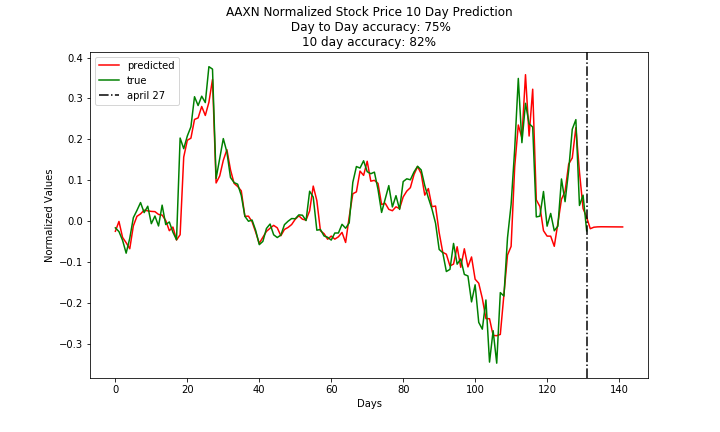 AAXN Normalized Stock Price 10 Day Prediction
Day to Day accuracy: 75%
10 day accuracy: 82%
predicted
true
april 27
Normalized Values
0.4
0.3
0.2
0.1
0.0
−0.1
−0.2
−0.3
0 20 40 60 80 100 120 140
Days